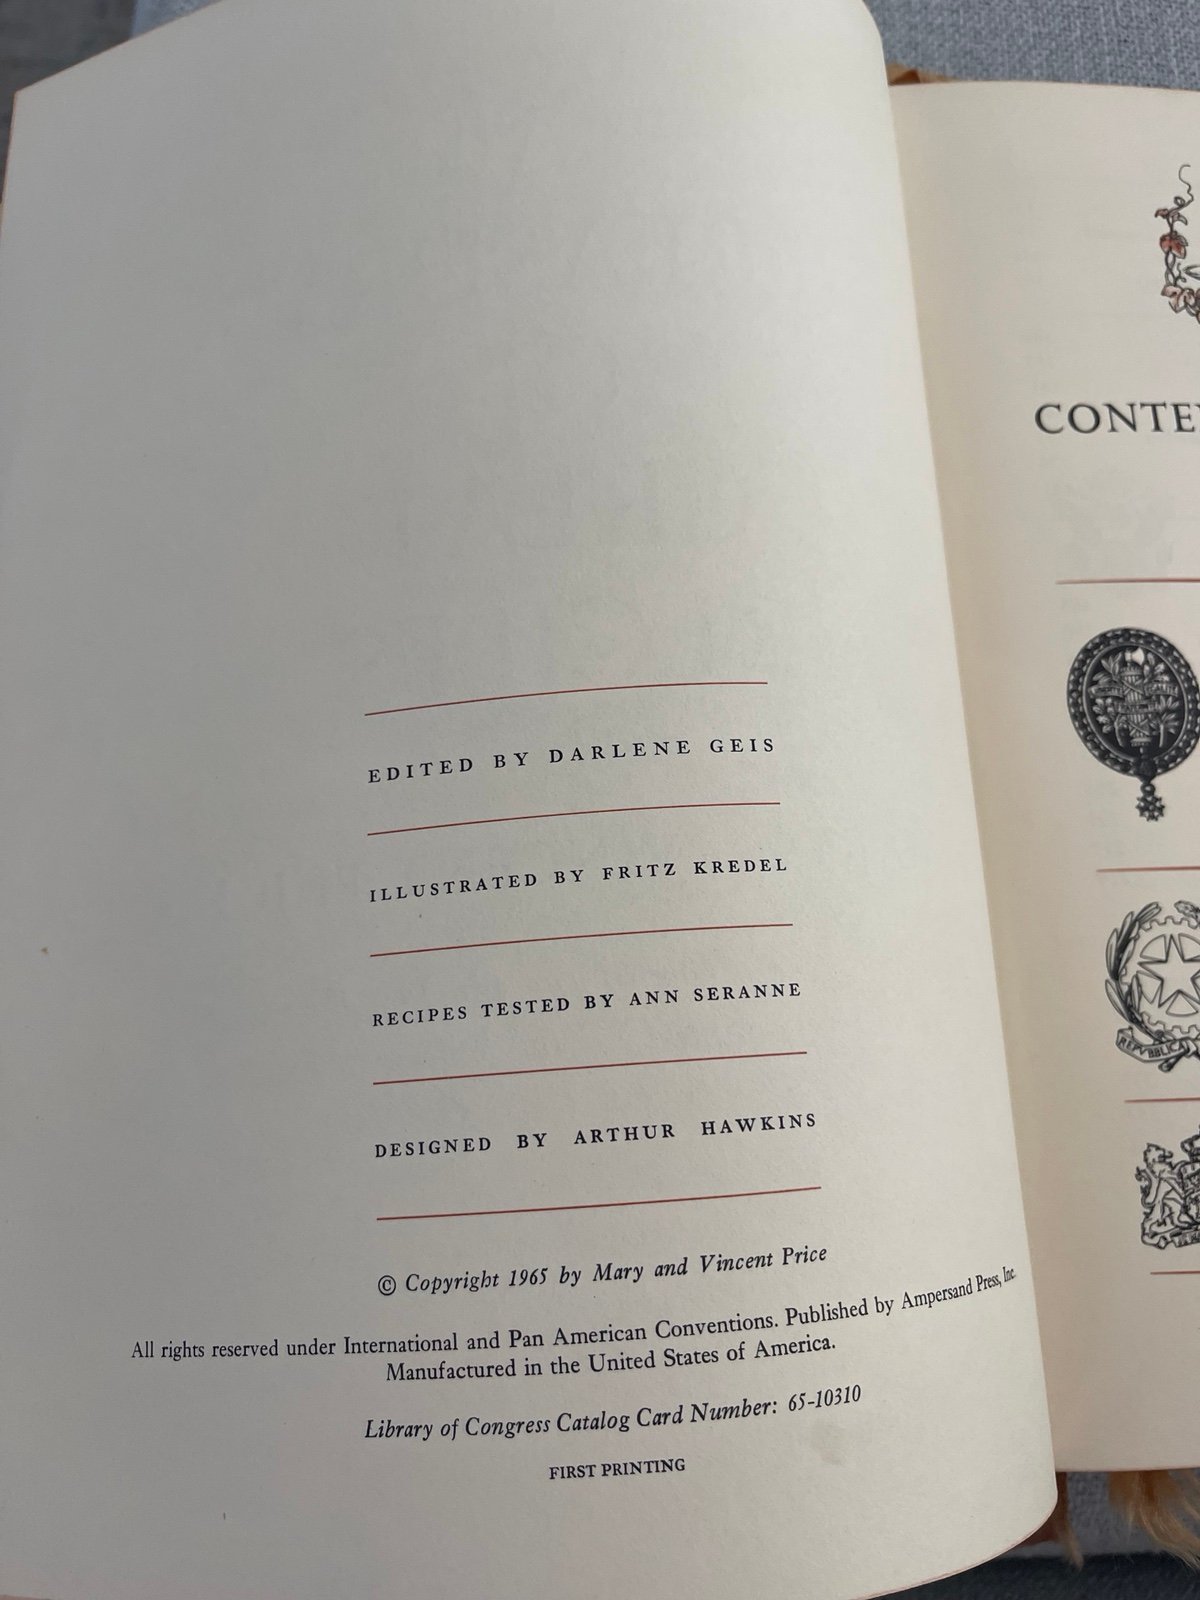 EDITED BY DARLENE GEIS
ILLUSTRATED BY FRITZ KREDEL
RECIPES TESTED BY ANN SERANNE
DESIGNED BY ARTHUR HAWKINS
© Copyright 1965 by Mary and Vincent Price
All rights reserved under International and Pan American Conventions. Published by Ampersand Press, Inc.
Manufactured in the United States of America.
Library of Congress Catalog Card Number: 65-10310
FIRST PRINTING
CONTE
REPVBBLICA